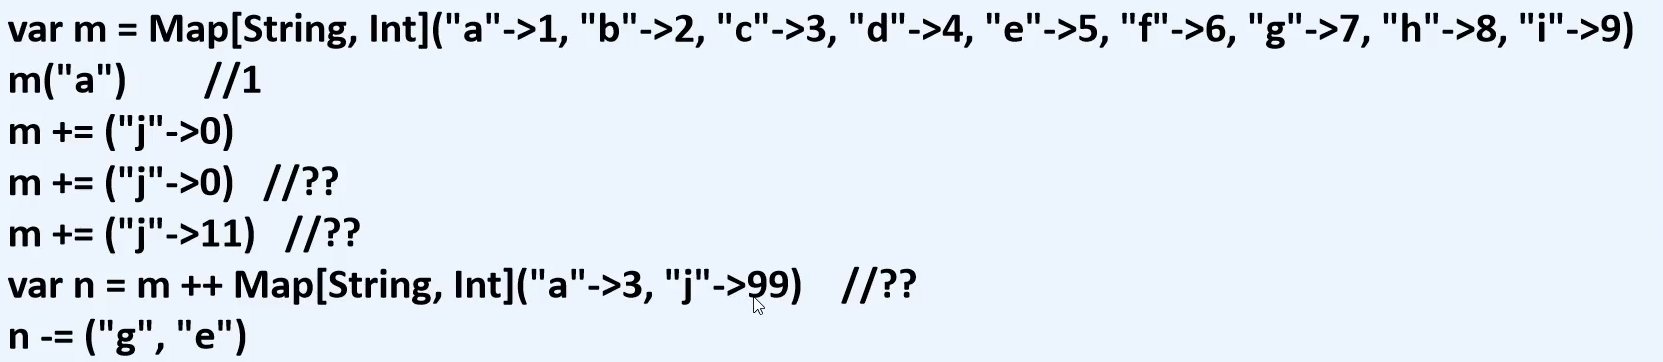 var m = Map[String, Int]("a"->1, "b"->2, "c"->3, "d"->4, "e"->5, "f"->6, "g"->7, "h"->8, "i"->9)
m("a") //1
m += ("j"->0)
m += ("j"->0) //??
m += ("j"->11) //??
var n = m ++ Map[String, Int]("a"->3, "j"->99) //??
n -= ("g", "e")